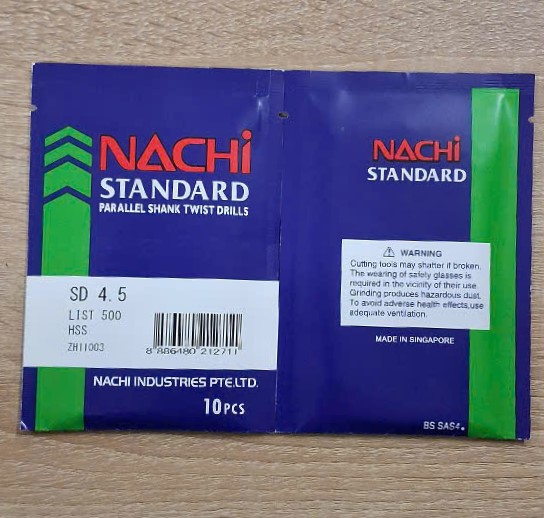 NACHi
STANDARD
PARALLEL SHANK TWIST DRILLS
SD 4.5
LIST 500
HSS
ZH11003
8 886480 212711
NACHI INDUSTRIES PTE.LTD.
10PCS
NACHi
STANDARD
WARNING
Cutting tools may shatter if broken.
The wearing of safety glasses is
required in the vicinity of their use.
Grinding produces hazardous dust.
To avoid adverse health effects,use
adequate ventilation.
MADE IN SINGAPORE
BS SAS4.